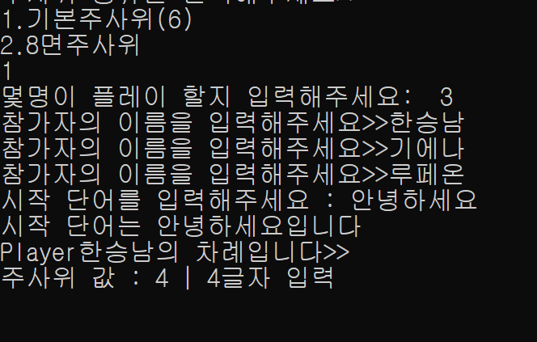 1.기본주사위(6)
2.8면주사위
1
몇명이 플레이 할지 입력해주세요: 3
참가자의 이름을 입력해주세요>>한승남
참가자의 이름을 입력해주세요>>기에나
참가자의 이름을 입력해주세요>>루페온
시작 단어를 입력해주세요 : 안녕하세요
시작 단어는 안녕하세요입니다
Player한승남의 차례입니다>>
주사위 값 : 4 | 4글자 입력